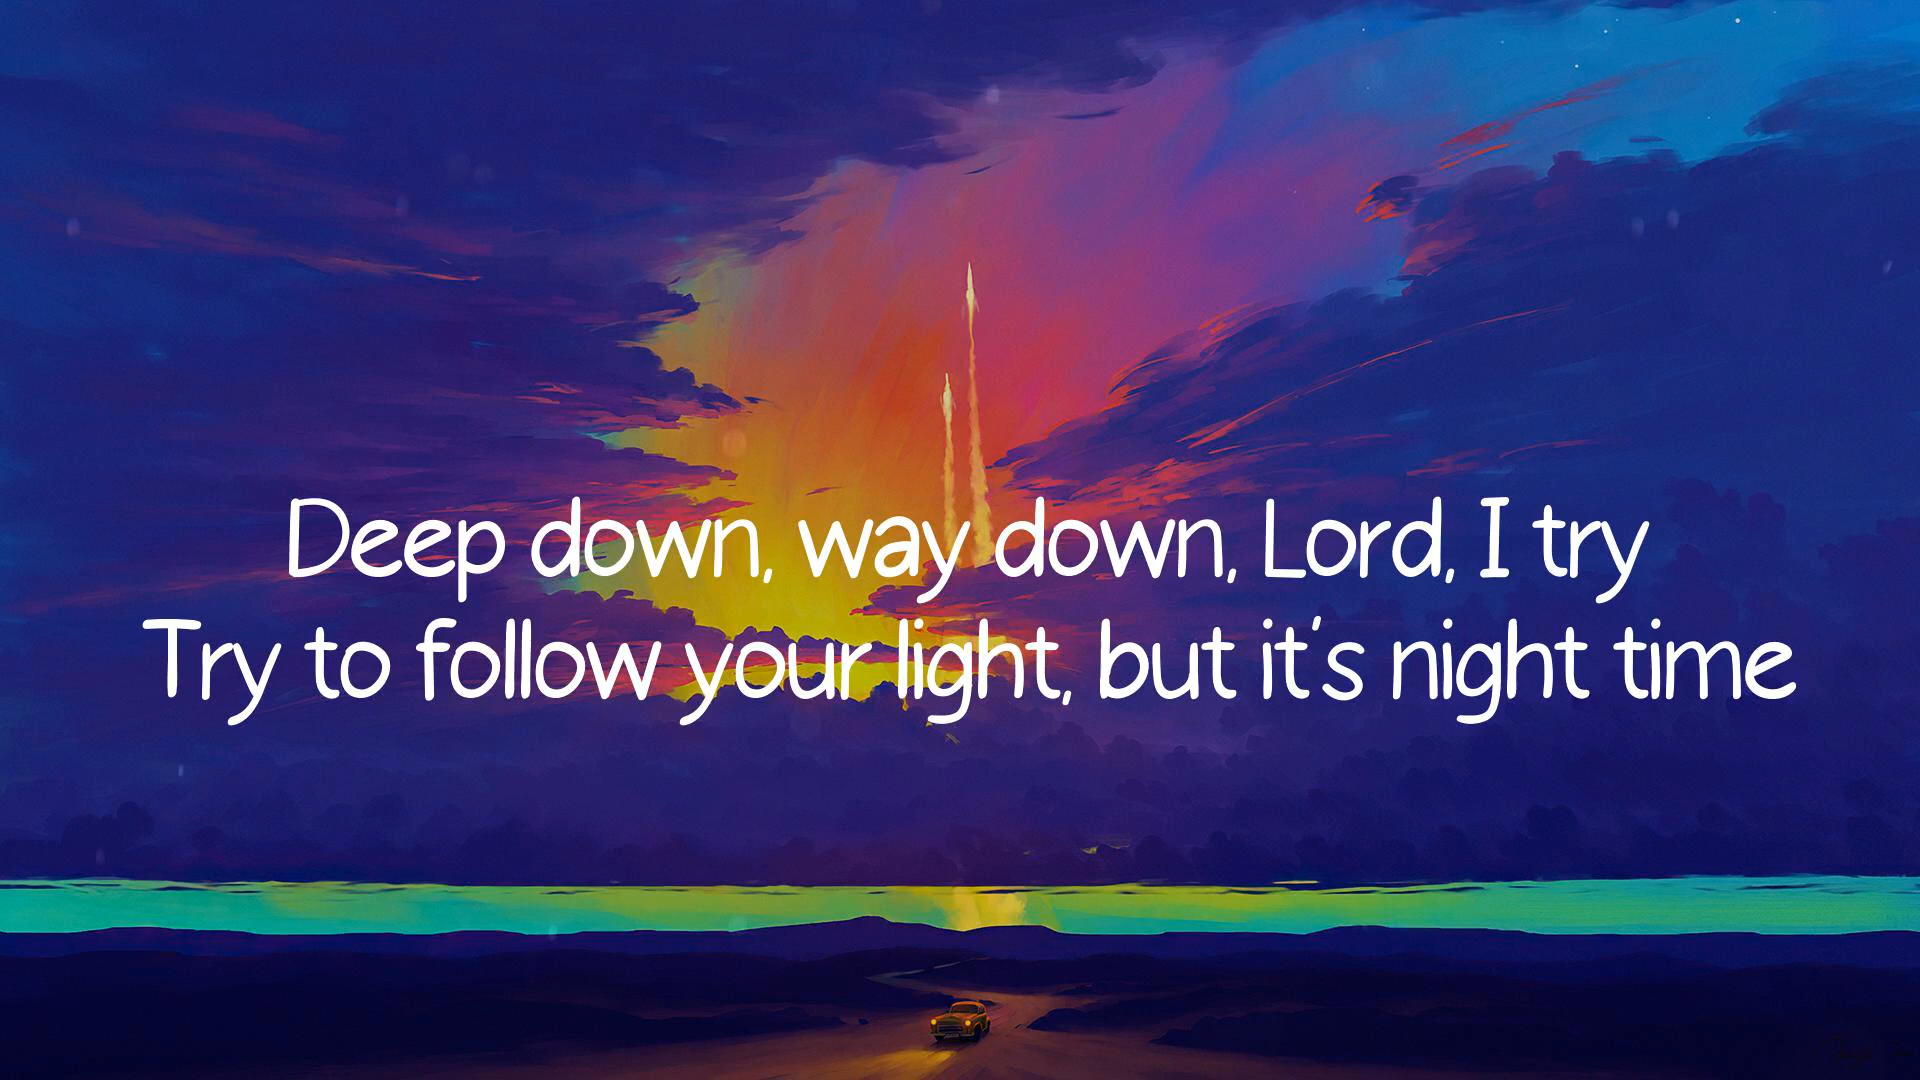 Deep down, way down, Lord, I try
Try to follow your light, but it's night time